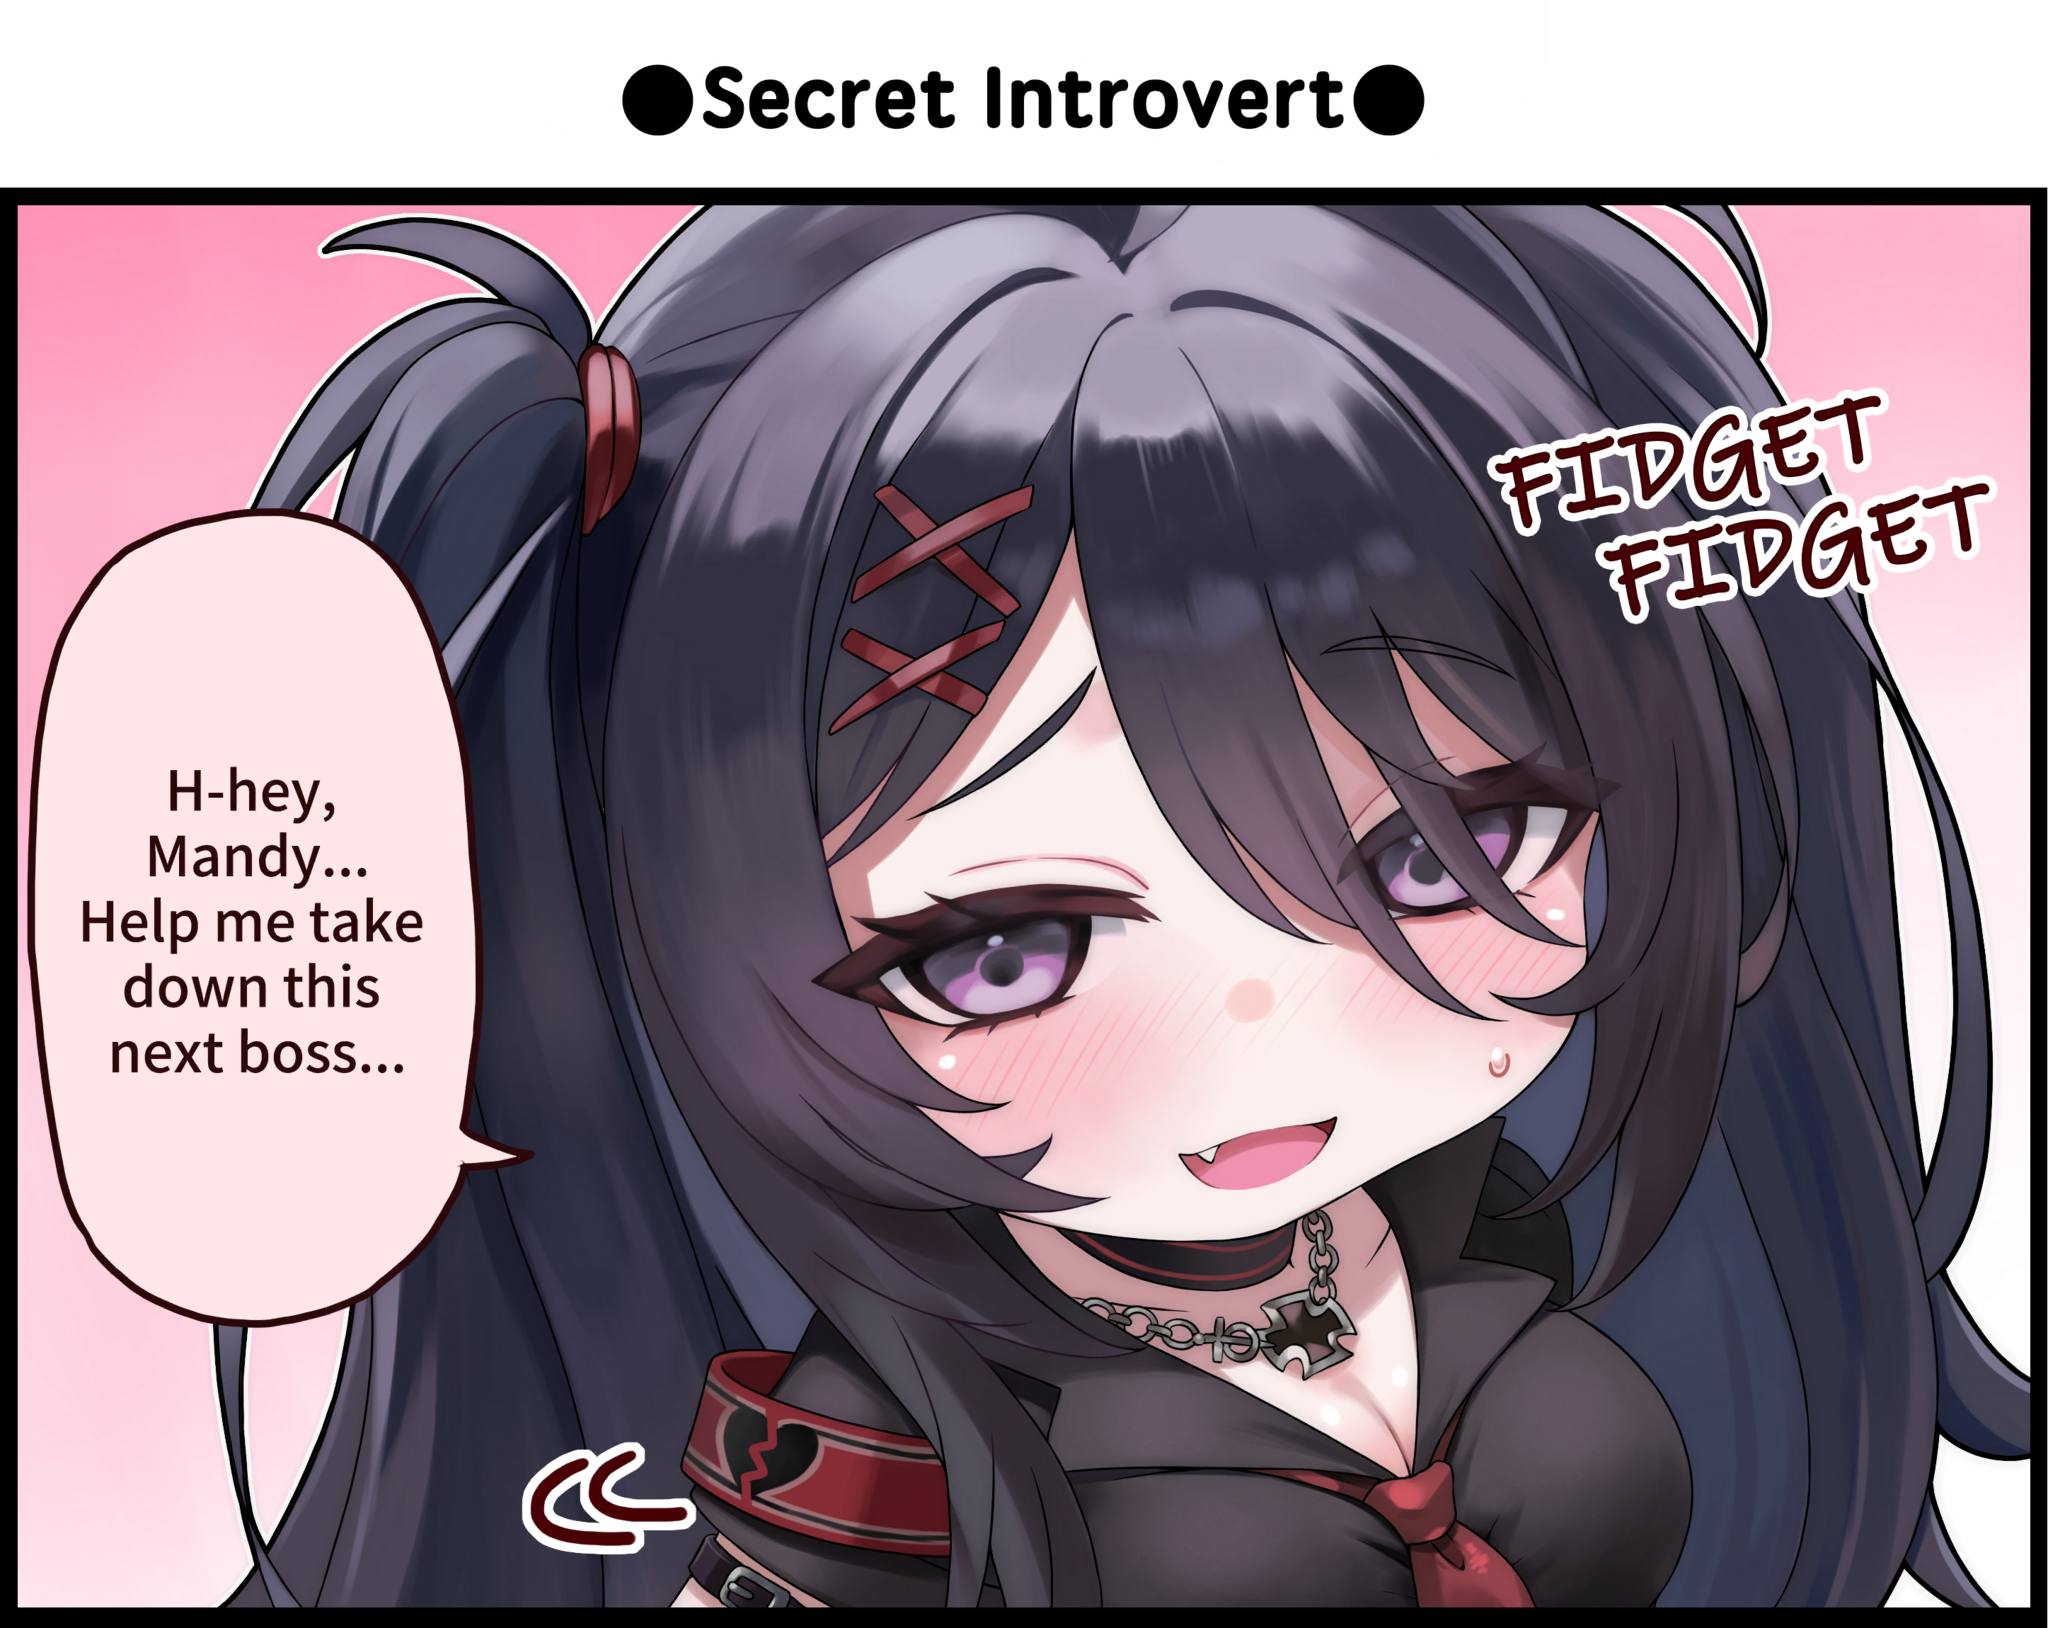 ●Secret Introvert●
FIDGET
FIDGET
H-hey,
Mandy...
Help me take
down this
next boss...